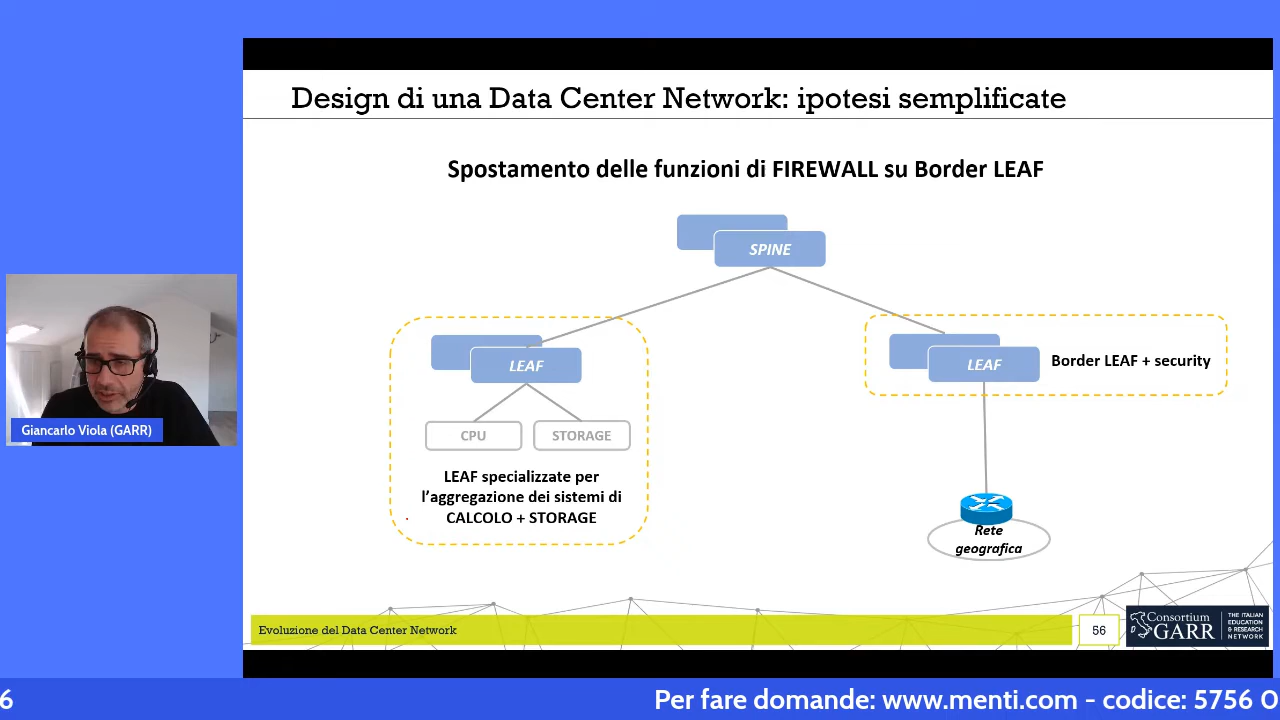 Design di una Data Center Network: ipotesi semplificate
Spostamento delle funzioni di FIREWALL su Border LEAF
SPINE
LEAF
LEAF
Border LEAF + security
CPU
STORAGE
LEAF specializzate per
l'aggregazione dei sistemi di
CALCOLO + STORAGE
Rete
geografica
Giancarlo Viola (GARR)
Evoluzione del Data Center Network
56
Consortium
GARR
THE ITALIAN
EDUCATION
& RESEARCH
NETWORK
6
Per fare domande: www.menti.com - codice: 5756 0